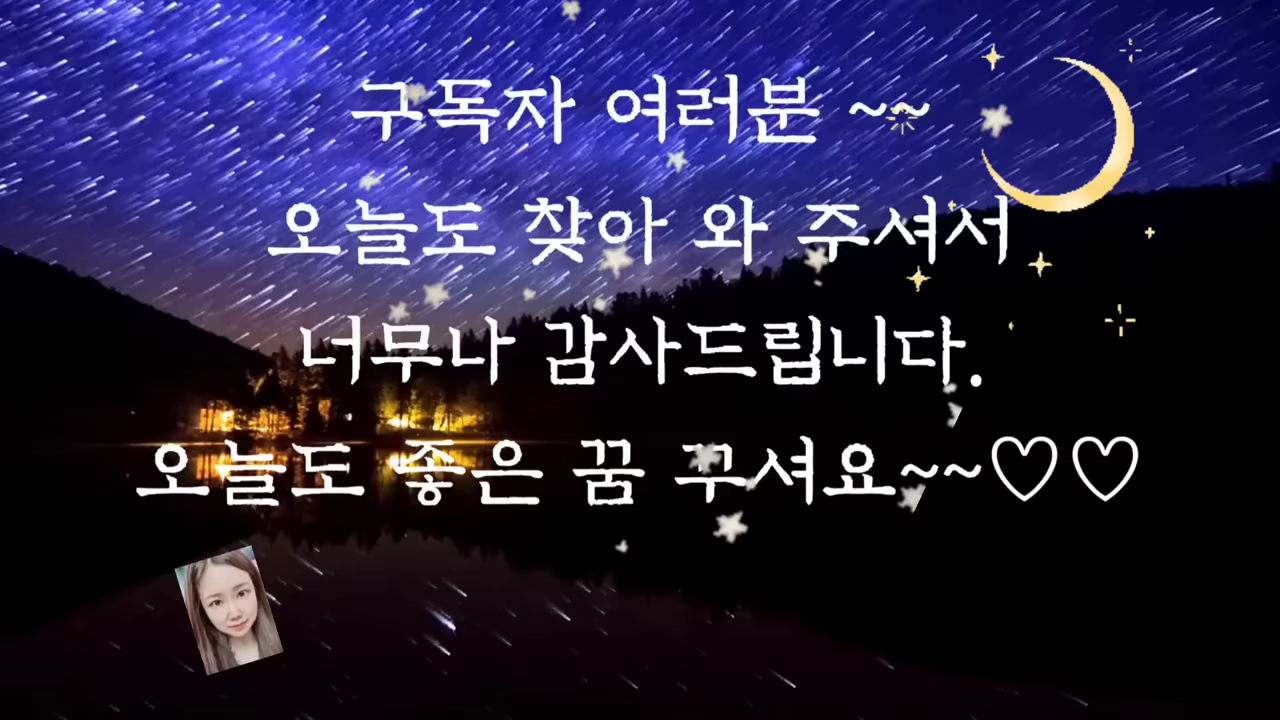 구독자 여러분 ~~
오늘도 찾아 와 주셔서
너무나 감사드립니다.
오늘도 좋은 꿈 꾸셔요~~♡♡